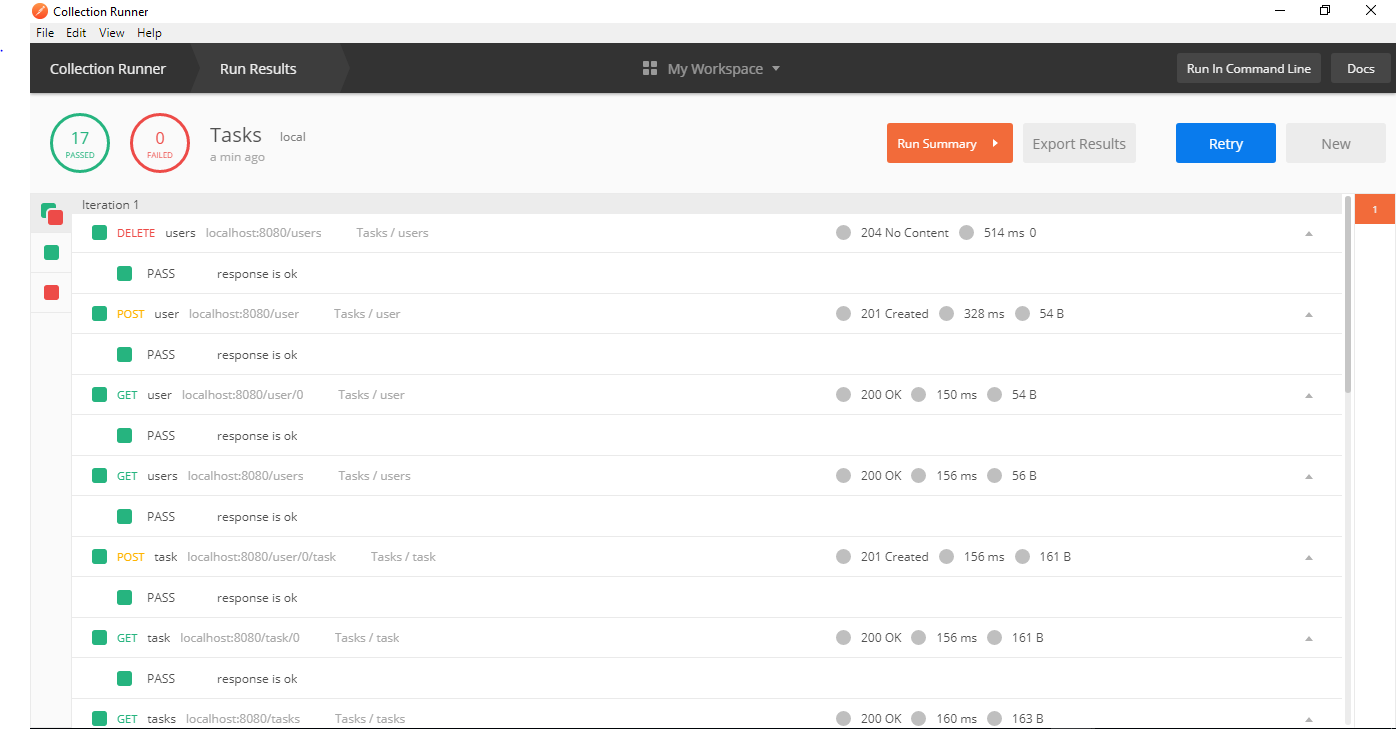 Collection Runner
File Edit View Help
Collection Runner Run Results My Workspace Run In Command Line Docs
17 PASSED 0 FAILED Tasks local
a min ago
Run Summary Export Results Retry New
Iteration 1 1
DELETE users localhost:8080/users Tasks / users 204 No Content 514 ms 0
PASS response is ok
POST user localhost:8080/user Tasks / user 201 Created 328 ms 54 B
PASS response is ok
GET user localhost:8080/user/0 Tasks / user 200 OK 150 ms 54 B
PASS response is ok
GET users localhost:8080/users Tasks / users 200 OK 156 ms 56 B
PASS response is ok
POST task localhost:8080/user/0/task Tasks / task 201 Created 156 ms 161 B
PASS response is ok
GET task localhost:8080/task/0 Tasks / task 200 OK 156 ms 161 B
PASS response is ok
GET tasks localhost:8080/tasks Tasks / tasks 200 OK 160 ms 163 B